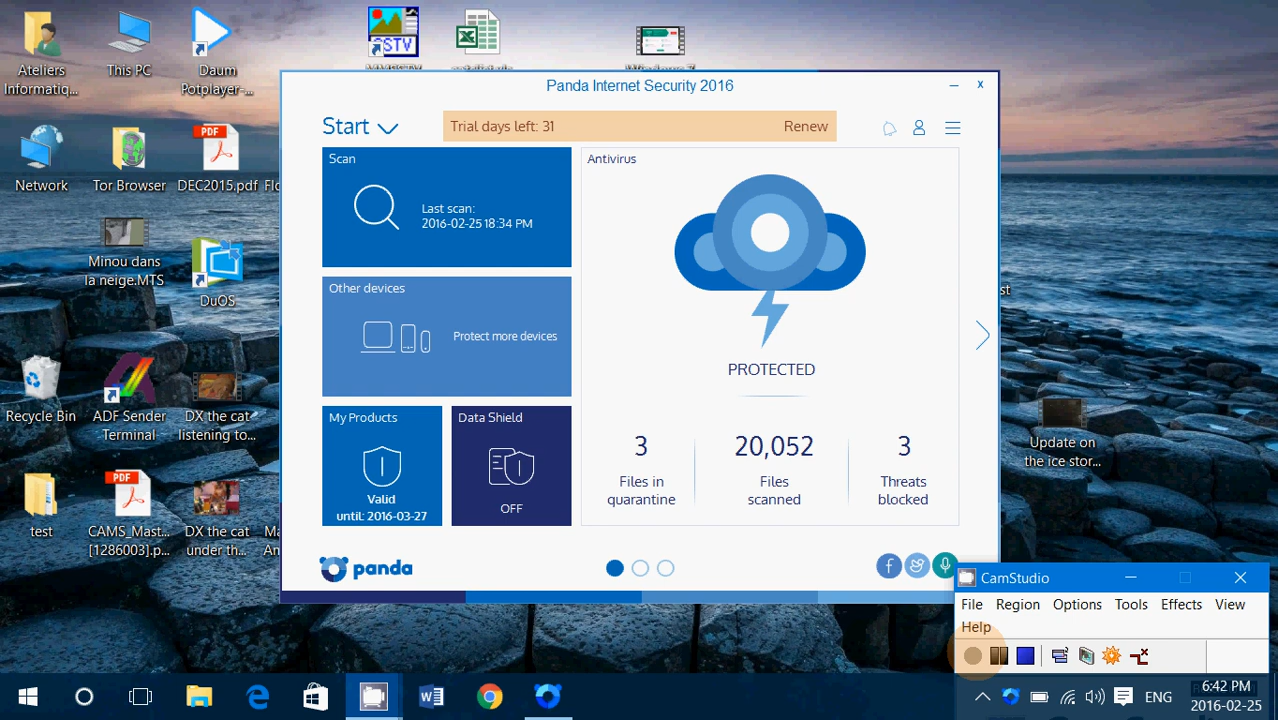 Ateliers
Informatiq...
This PC
Daum
Potplayer-...
SSTV
Network
Tor Browser
DEC2015.pdf
PDF
Minou dans
la neige.MTS
DuOS
Recycle Bin
ADF Sender
Terminal
DX the cat
listening to...
test
PDF
CAMS_Mast...
[1286003].p...
DX the cat
under th...
Panda Internet Security 2016
Start
Trial days left: 31
Renew
Scan
Last scan:
2016-02-25 18:34 PM
Other devices
Protect more devices
My Products
Valid
until: 2016-03-27
Data Shield
OFF
Antivirus
PROTECTED
3
Files in
quarantine
20,052
Files
scanned
3
Threats
blocked
panda
Update on
the ice stor...
CamStudio
File Region Options Tools Effects View
Help
ENG
6:42 PM
2016-02-25